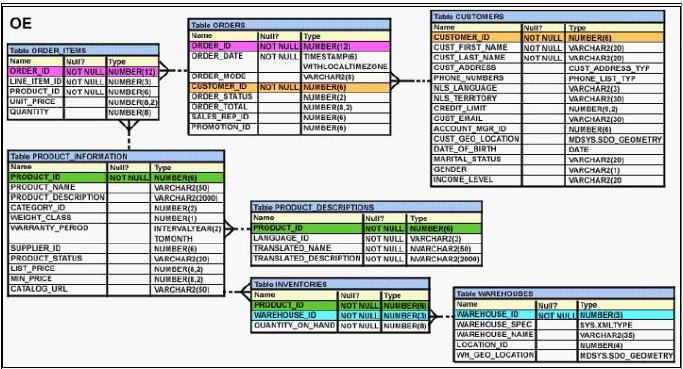 OE
Table ORDER_ITEMS
Name Null? Type
ORDER_ID NOT NULL NUMBER(12)
LINE_ITEM_ID NOT NULL NUMBER(3)
PRODUCT_ID NOT NULL NUMBER(6)
UNIT_PRICE NUMBER(8,2)
QUANTITY NUMBER(8)
Table ORDERS
Name Null? Type
ORDER_ID NOT NULL NUMBER(12)
ORDER_DATE NOT NULL TIMESTAMP(6)
WITHLOCALTIMEZONE
ORDER_MODE VARCHAR2(8)
CUSTOMER_ID NOT NULL NUMBER(6)
ORDER_STATUS NUMBER(2)
ORDER_TOTAL NUMBER(8,2)
SALES_REP_ID NUMBER(6)
PROMOTION_ID NUMBER(6)
Table CUSTOMERS
Name Null? Type
CUSTOMER_ID NOT NULL NUMBER(6)
CUST_FIRST_NAME NOT NULL VARCHAR2(20)
CUST_LAST_NAME NOT NULL VARCHAR2(20)
CUST_ADDRESS CUST_ADDRESS_TYP
PHONE_NUMBERS PHONE_LIST_TYP
NLS_LANGUAGE VARCHAR2(3)
NLS_TERRITORY VARCHAR2(30)
CREDIT_LIMIT NUMBER(9,2)
CUST_EMAIL VARCHAR2(30)
ACCOUNT_MGR_ID NUMBER(6)
CUST_GEO_LOCATION MDSYS.SDO_GEOMETRY
DATE_OF_BIRTH DATE
MARITAL_STATUS VARCHAR2(20)
GENDER VARCHAR2(1)
INCOME_LEVEL VARCHAR2(20
Table PRODUCT_INFORMATION
Name Null? Type
PRODUCT_ID NOT NULL NUMBER(6)
PRODUCT_NAME VARCHAR2(50)
PRODUCT_DESCRIPTION VARCHAR2(2000)
CATEGORY_ID NUMBER(2)
WEIGHT_CLASS NUMBER(1)
WARRANTY_PERIOD INTERVALYEAR(2)
TOMONTH
SUPPLIER_ID NUMBER(6)
PRODUCT_STATUS VARCHAR2(20)
LIST_PRICE NUMBER(8,2)
MIN_PRICE NUMBER(8,2)
CATALOG_URL VARCHAR2(50)
Table PRODUCT_DESCRIPTIONS
Name Null? Type
PRODUCT_ID NOT NULL NUMBER(6)
LANGUAGE_ID NOT NULL VARCHAR2(3)
TRANSLATED_NAME NOT NULL NVARCHAR2(50)
TRANSLATED_DESCRIPTION NOT NULL NVARCHAR2(2000)
Table INVENTORIES
Name Null? Type
PRODUCT_ID NOT NULL NUMBER(6)
WAREHOUSE_ID NOT NULL NUMBER(3)
QUANTITY_ON_HAND NOT NULL NUMBER(8)
Table WAREHOUSES
Name Null? Type
WAREHOUSE_ID NOT NULL NUMBER(3)
WAREHOUSE_SPEC SYS.XMLTYPE
WAREHOUSE_NAME VARCHAR2(35)
LOCATION_ID NUMBER(4)
WH_GEO_LOCATION MDSYS.SDO_GEOMETRY